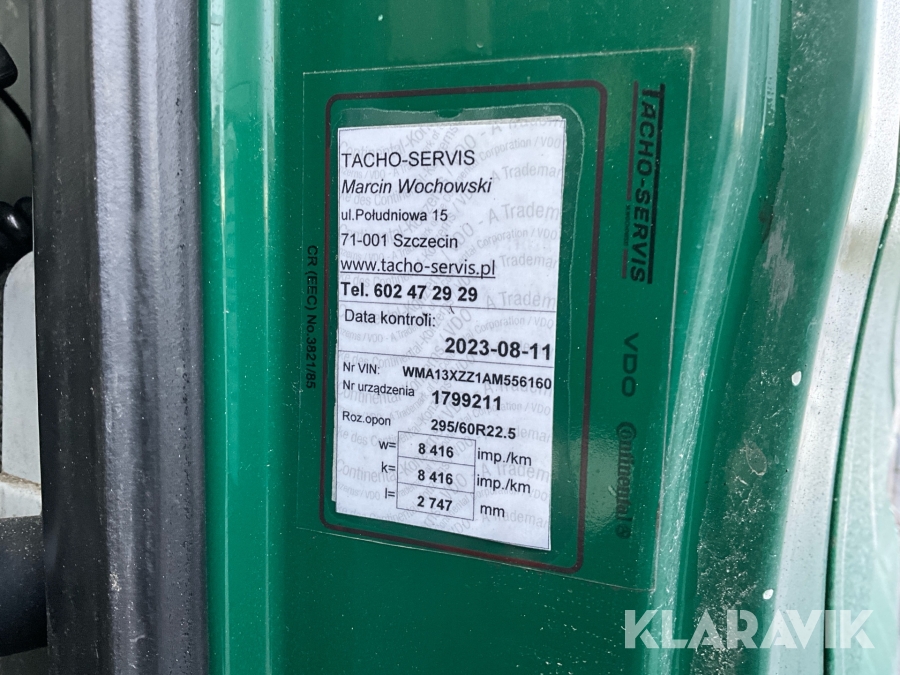 TACHO-SERVIS
Marcin Wochowski
ul.Południowa 15
71-001 Szczecin
www.tacho-servis.pl
Tel. 602 47 29 29
Data kontroli:
2023-08-11
Nr VIN: WMA13XZZ1AM556160
Nr urządzenia 1799211
Roz.opon 295/60R22.5
w= 8 416 imp./km
k= 8 416 imp./km
l= 2 747 mm
CR (EEC) No.3821/85
TACHO-SERVIS
VDO
Continental
KLARAVIK